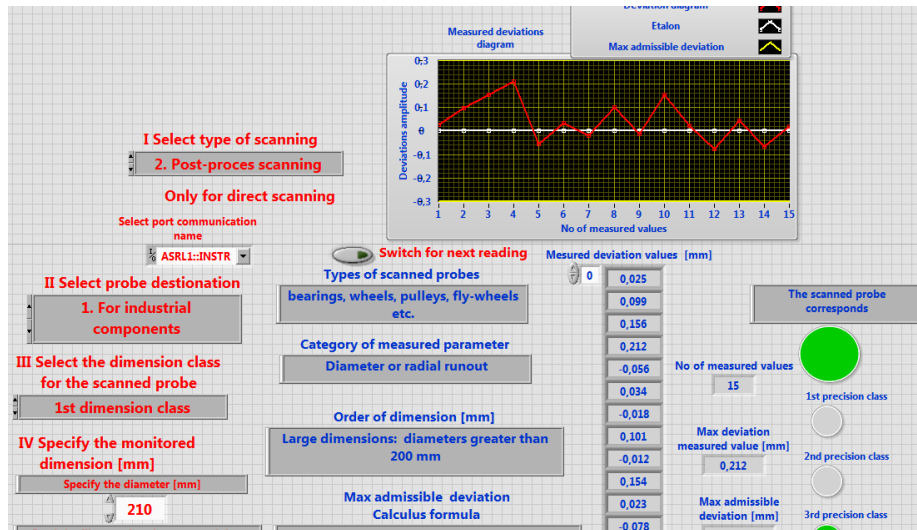 Deviation diagram
Etalon
Max admissible deviation
Measured deviations
diagram
0,3
0,2
0,1
0
-0,1
-0,2
-0,3
Deviations amplitude
1 2 3 4 5 6 7 8 9 10 11 12 13 14 15
No of measured values
I Select type of scanning
2. Post-proces scanning
Only for direct scanning
Select port communication
name
ASRL1::INSTR
II Select probe destionation
1. For industrial
components
III Select the dimension class
for the scanned probe
1st dimension class
IV Specify the monitored
dimension [mm]
Specify the diameter [mm]
210
Switch for next reading
Types of scanned probes
bearings, wheels, pulleys, fly-wheels
etc.
Category of measured parameter
Diameter or radial runout
Order of dimension [mm]
Large dimensions: diameters greater than
200 mm
Max admissible deviation
Calculus formula
Mesured deviation values [mm]
0
0,025
0,099
0,156
0,212
-0,056
0,034
-0,018
0,101
-0,012
0,154
0,023
-0,078
No of measured values
15
Max deviation
measured value [mm]
0,212
Max admissible
deviation [mm]
The scanned probe
corresponds
1st precision class
2nd precision class
3rd precision class